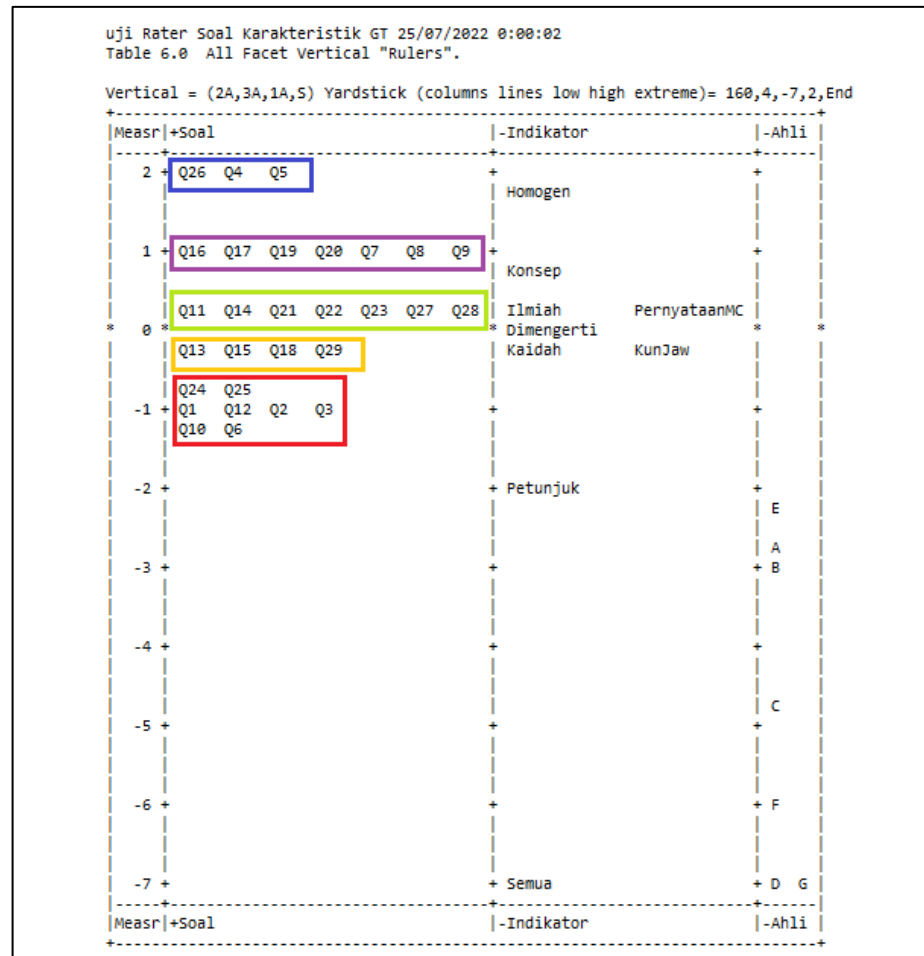 uji Rater Soal Karakteristik GT 25/07/2022 0:00:02
Table 6.0  All Facet Vertical "Rulers".
Vertical = (2A,3A,1A,S) Yardstick (columns lines low high extreme)= 160,4,-7,2,End
+-----------------------------------------------------------------------------------+
|Measr|+Soal |-Indikator |-Ahli |
|-----+------------------------------------+------------------------------+------|
| 2 + Q26 Q4 Q5 + + |
| | | Homogen | |
| 1 + Q16 Q17 Q19 Q20 Q7 Q8 Q9 + + |
| | | Konsep | |
| | Q11 Q14 Q21 Q22 Q23 Q27 Q28 | Ilmiah PernyataanMC | |
* 0 * * Dimengerti * *
| | Q13 Q15 Q18 Q29 | Kaidah KunJaw | |
| | Q24 Q25 | | |
| -1 + Q1 Q12 Q2 Q3 + + |
| | Q10 Q6 | | |
| -2 + + Petunjuk + |
| | | | E |
| | | | A |
| -3 + + + B |
| -4 + + + |
| | | | C |
| -5 + + + |
| -6 + + + F |
| -7 + + Semua + D G |
|-----+------------------------------------+------------------------------+------|
|Measr|+Soal |-Indikator |-Ahli |
+-----------------------------------------------------------------------------------+